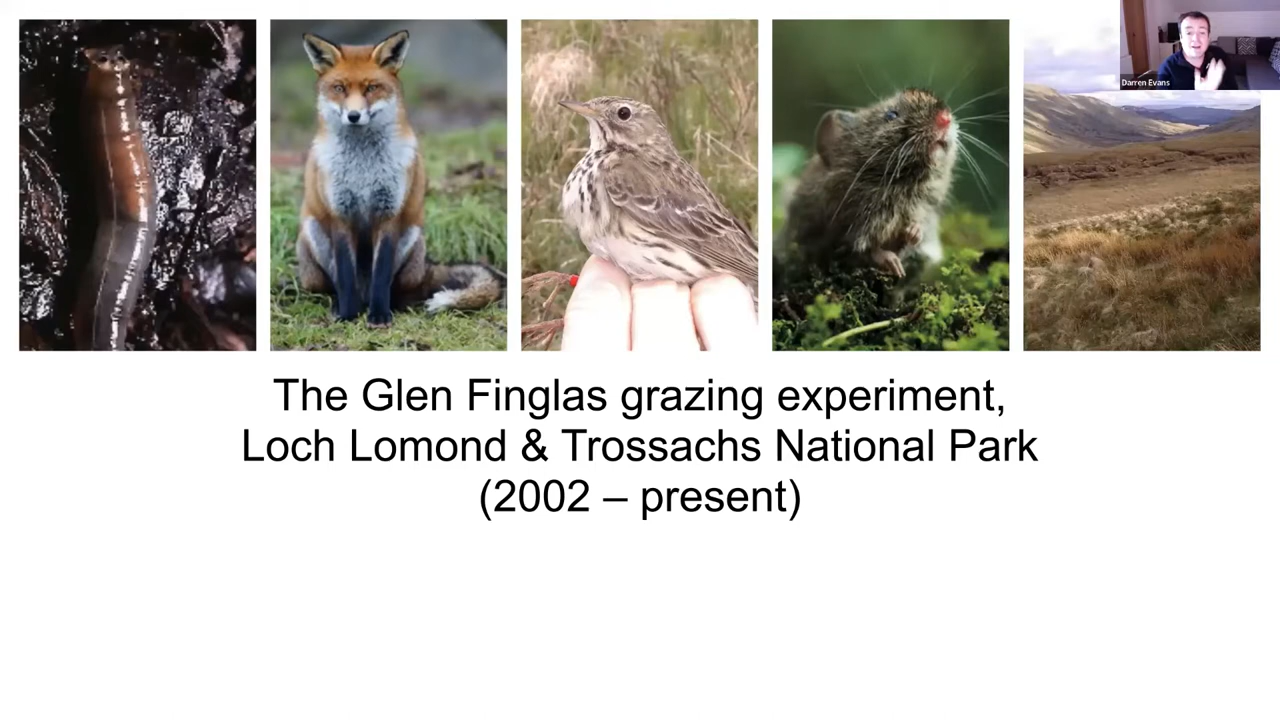 Darren Evans
The Glen Finglas grazing experiment,
Loch Lomond & Trossachs National Park
(2002 – present)